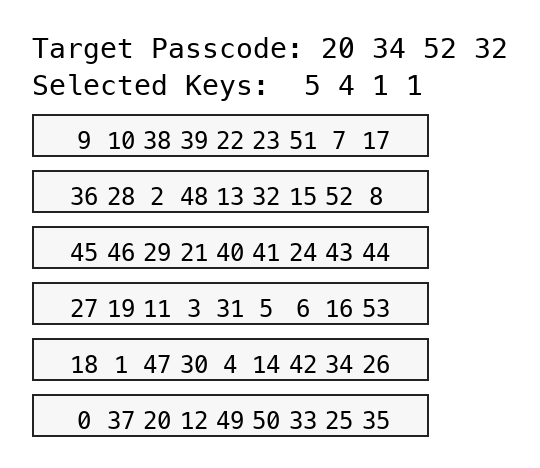 Target Passcode: 20 34 52 32
Selected Keys: 5 4 1 1
9 10 38 39 22 23 51 7 17
36 28 2 48 13 32 15 52 8
45 46 29 21 40 41 24 43 44
27 19 11 3 31 5 6 16 53
18 1 47 30 4 14 42 34 26
0 37 20 12 49 50 33 25 35